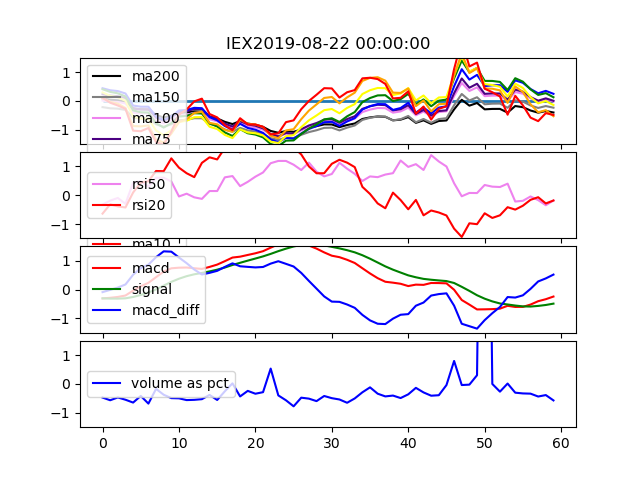 IEX2019-08-22 00:00:00
1
0
−1
ma200
ma150
ma100
ma75
1
0
−1
rsi50
rsi20
ma10
1
0
−1
macd
signal
macd_diff
1
0
−1
volume as pct
0 10 20 30 40 50 60